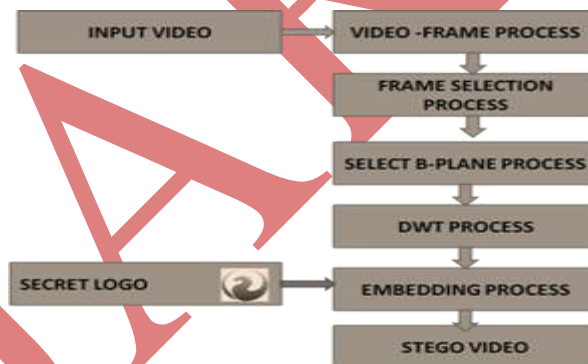 INPUT VIDEO
VIDEO -FRAME PROCESS
FRAME SELECTION
PROCESS
SELECT B-PLANE PROCESS
DWT PROCESS
SECRET LOGO
EMBEDDING PROCESS
STEGO VIDEO